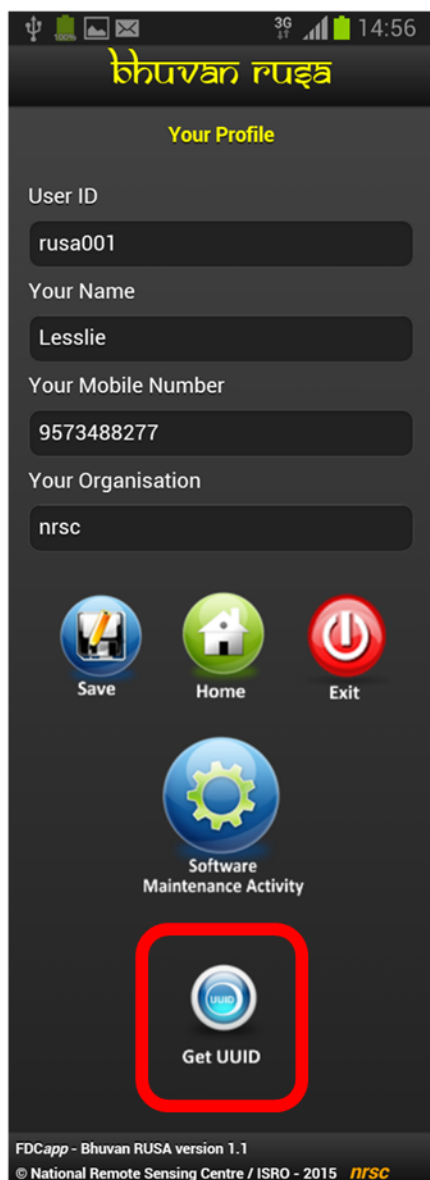 100%
3G
14:56
bhuvan rusa
Your Profile
User ID
rusa001
Your Name
Lesslie
Your Mobile Number
9573488277
Your Organisation
nrsc
Save
Home
Exit
Software
Maintenance Activity
UUID
Get UUID
FDCapp - Bhuvan RUSA version 1.1
© National Remote Sensing Centre / ISRO - 2015 nrsc